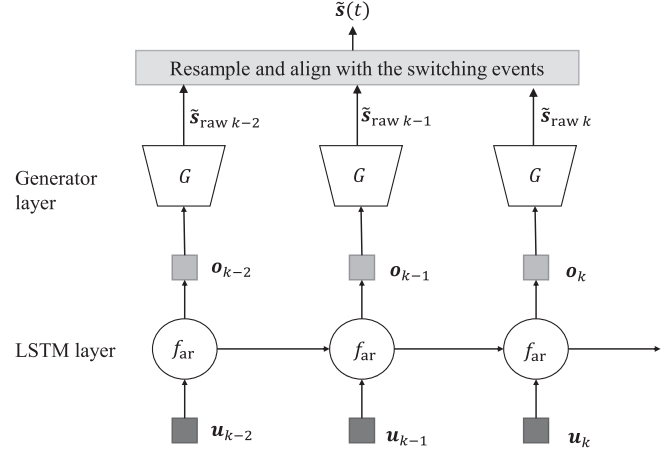 s̃(t)
Resample and align with the switching events
s̃raw k−2
s̃raw k−1
s̃raw k
Generator
layer
G
G
G
ok−2
ok−1
ok
LSTM layer
far
far
far
uk−2
uk−1
uk